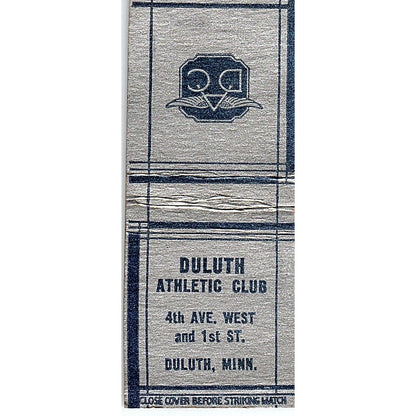 DAC
DULUTH
ATHLETIC CLUB
4th AVE. WEST
and 1st ST.
DULUTH, MINN.
CLOSE COVER BEFORE STRIKING MATCH